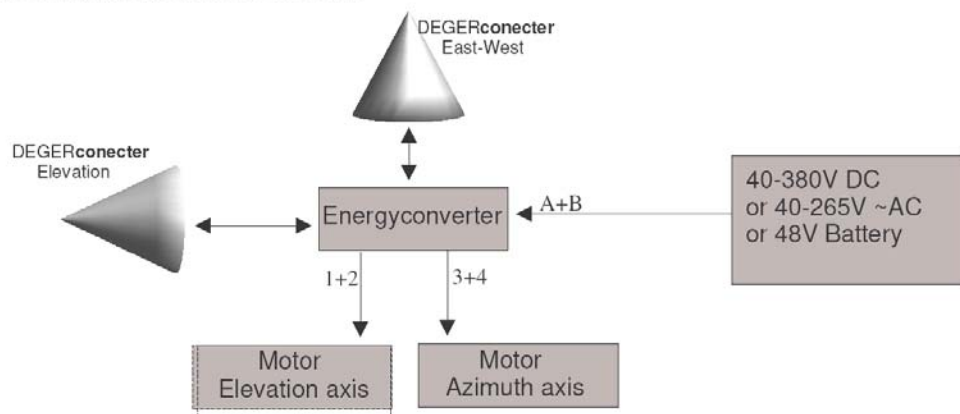 DEGERconecter
East-West
DEGERconecter
Elevation
40-380V DC
or 40-265V ~AC
or 48V Battery
Energyconverter
A+B
1+2
3+4
Motor
Elevation axis
Motor
Azimuth axis